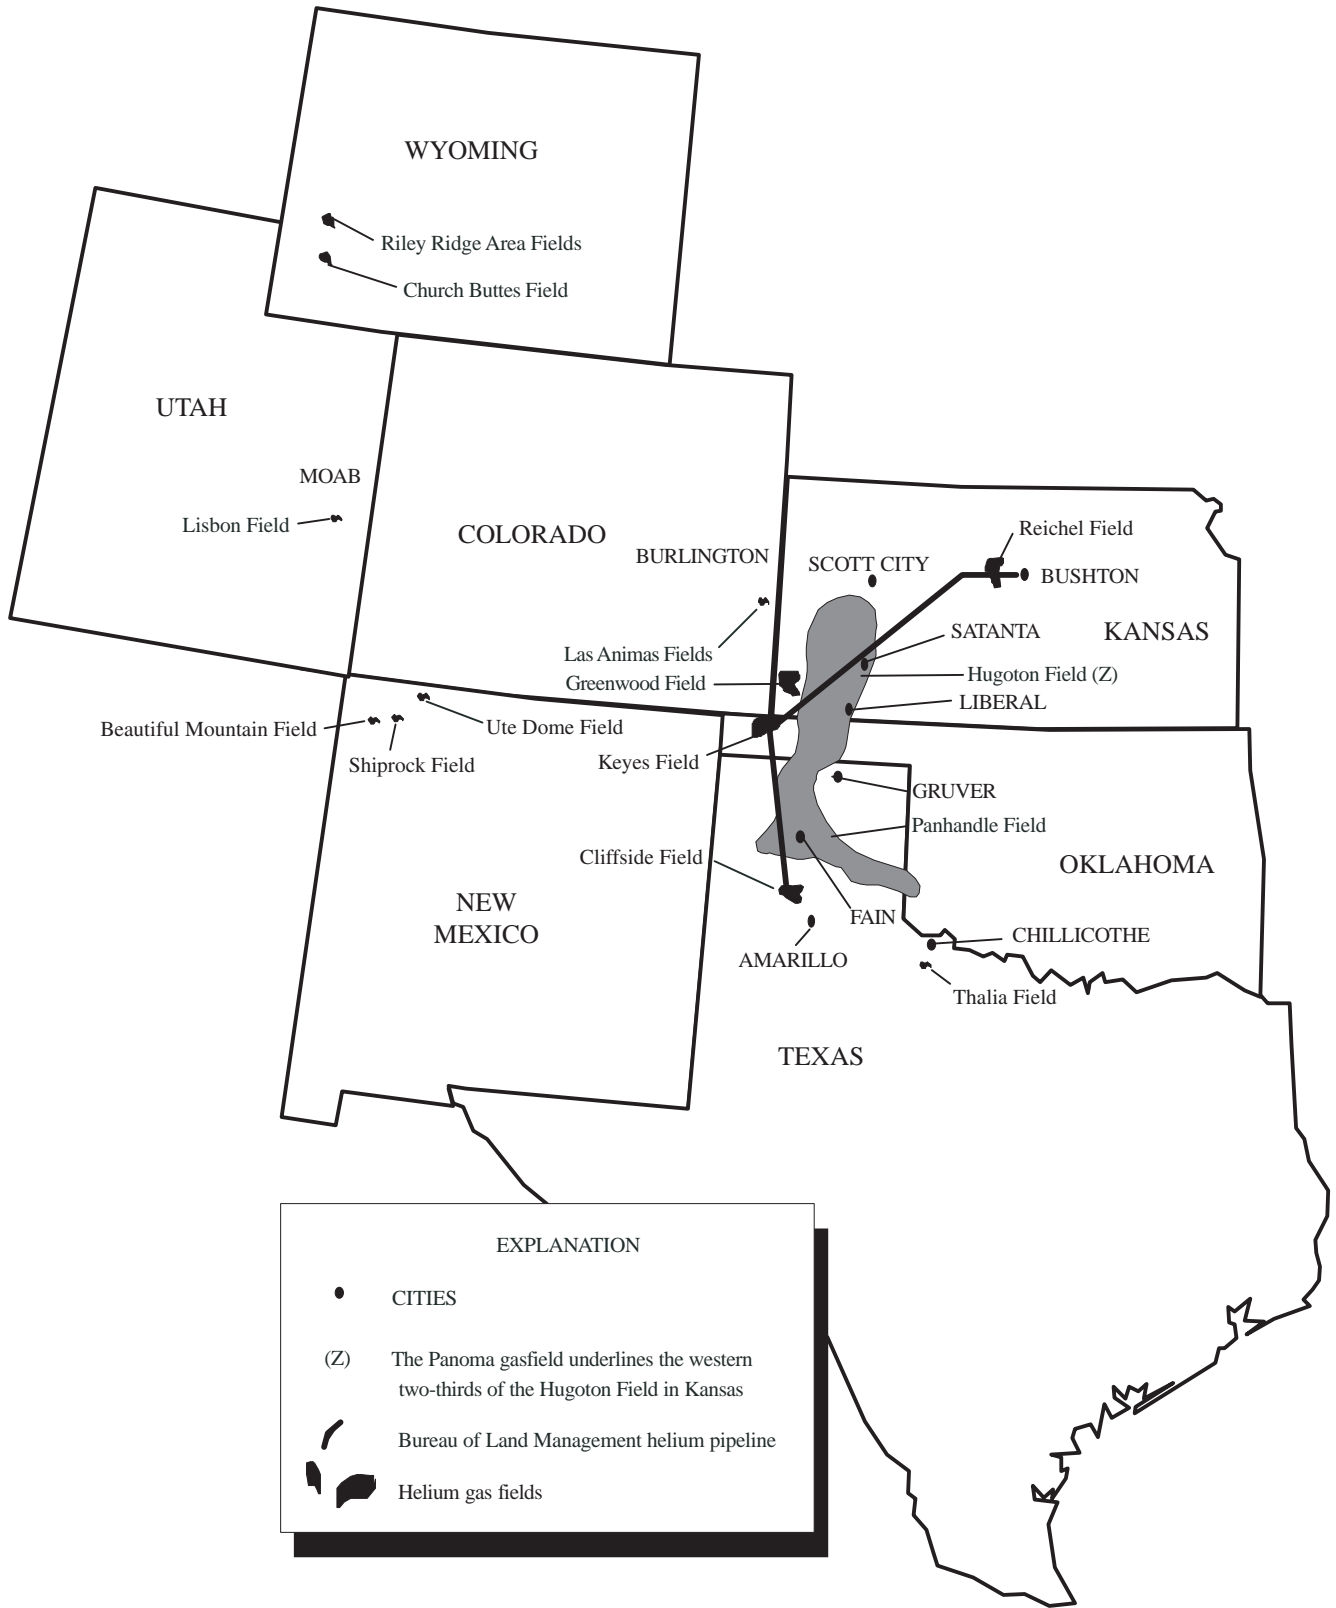 WYOMING
Riley Ridge Area Fields
Church Buttes Field
UTAH
MOAB
Lisbon Field
COLORADO
BURLINGTON
SCOTT CITY
Reichel Field
BUSHTON
SATANTA
KANSAS
Las Animas Fields
Greenwood Field
Hugoton Field (Z)
LIBERAL
Beautiful Mountain Field
Ute Dome Field
Shiprock Field
Keyes Field
GRUVER
Panhandle Field
Cliffside Field
OKLAHOMA
NEW
MEXICO
FAIN
AMARILLO
CHILLICOTHE
Thalia Field
TEXAS
EXPLANATION
CITIES
(Z) The Panoma gasfield underlines the western
two-thirds of the Hugoton Field in Kansas
Bureau of Land Management helium pipeline
Helium gas fields